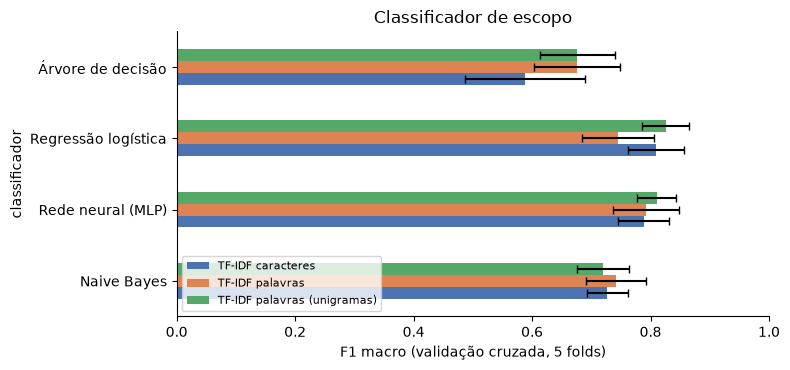 Classificador de escopo
classificador
Árvore de decisão
Regressão logística
Rede neural (MLP)
Naive Bayes
TF-IDF caracteres
TF-IDF palavras
TF-IDF palavras (unigramas)
0.0 0.2 0.4 0.6 0.8 1.0
F1 macro (validação cruzada, 5 folds)